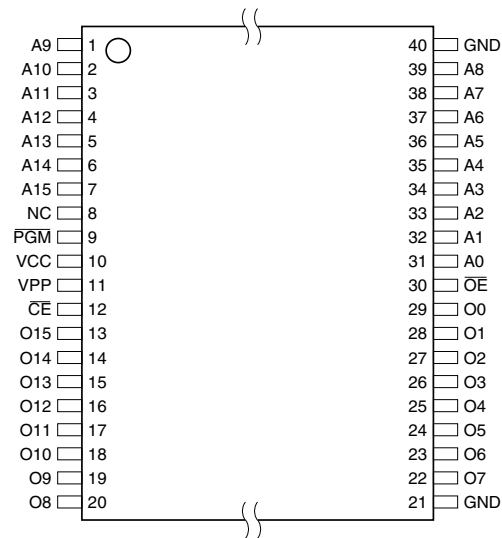 A9 1 40 GND
A10 2 39 A8
A11 3 38 A7
A12 4 37 A6
A13 5 36 A5
A14 6 35 A4
A15 7 34 A3
NC 8 33 A2
P̅G̅M̅ 9 32 A1
VCC 10 31 A0
VPP 11 30 O̅E̅
C̅E̅ 12 29 O0
O15 13 28 O1
O14 14 27 O2
O13 15 26 O3
O12 16 25 O4
O11 17 24 O5
O10 18 23 O6
O9 19 22 O7
O8 20 21 GND